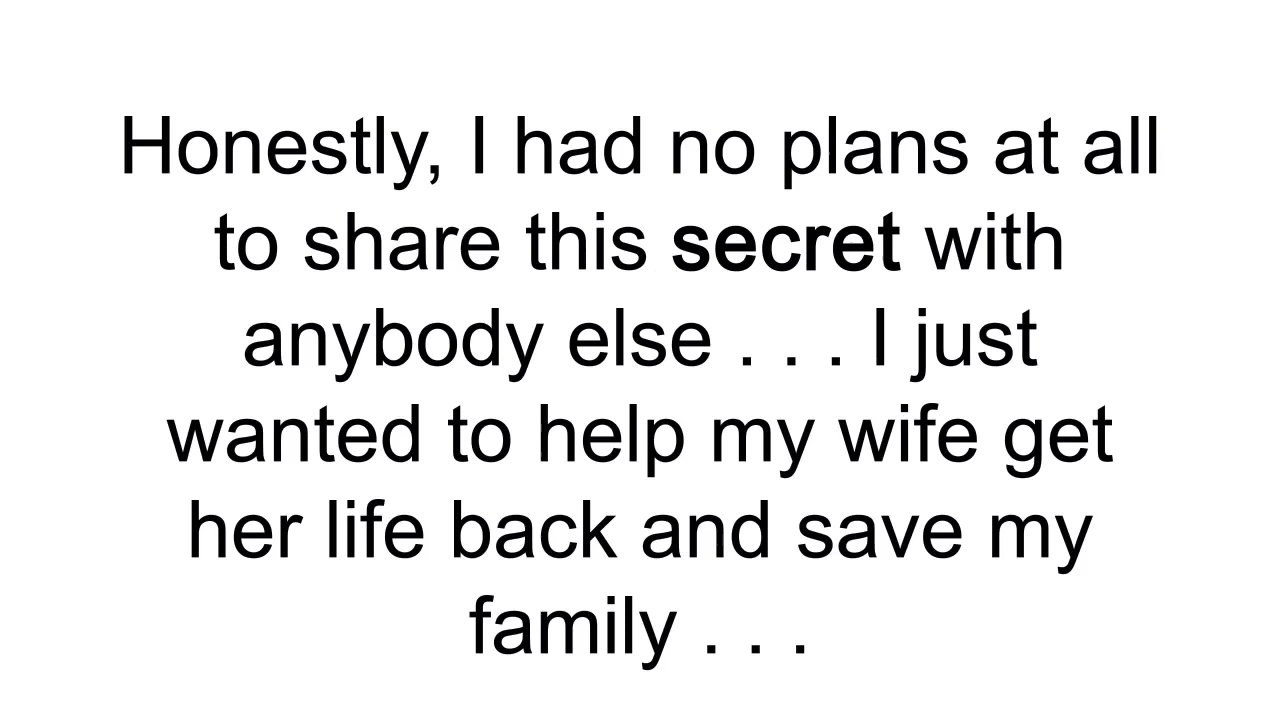 Honestly, I had no plans at all
to share this secret with
anybody else . . . I just
wanted to help my wife get
her life back and save my
family . . .